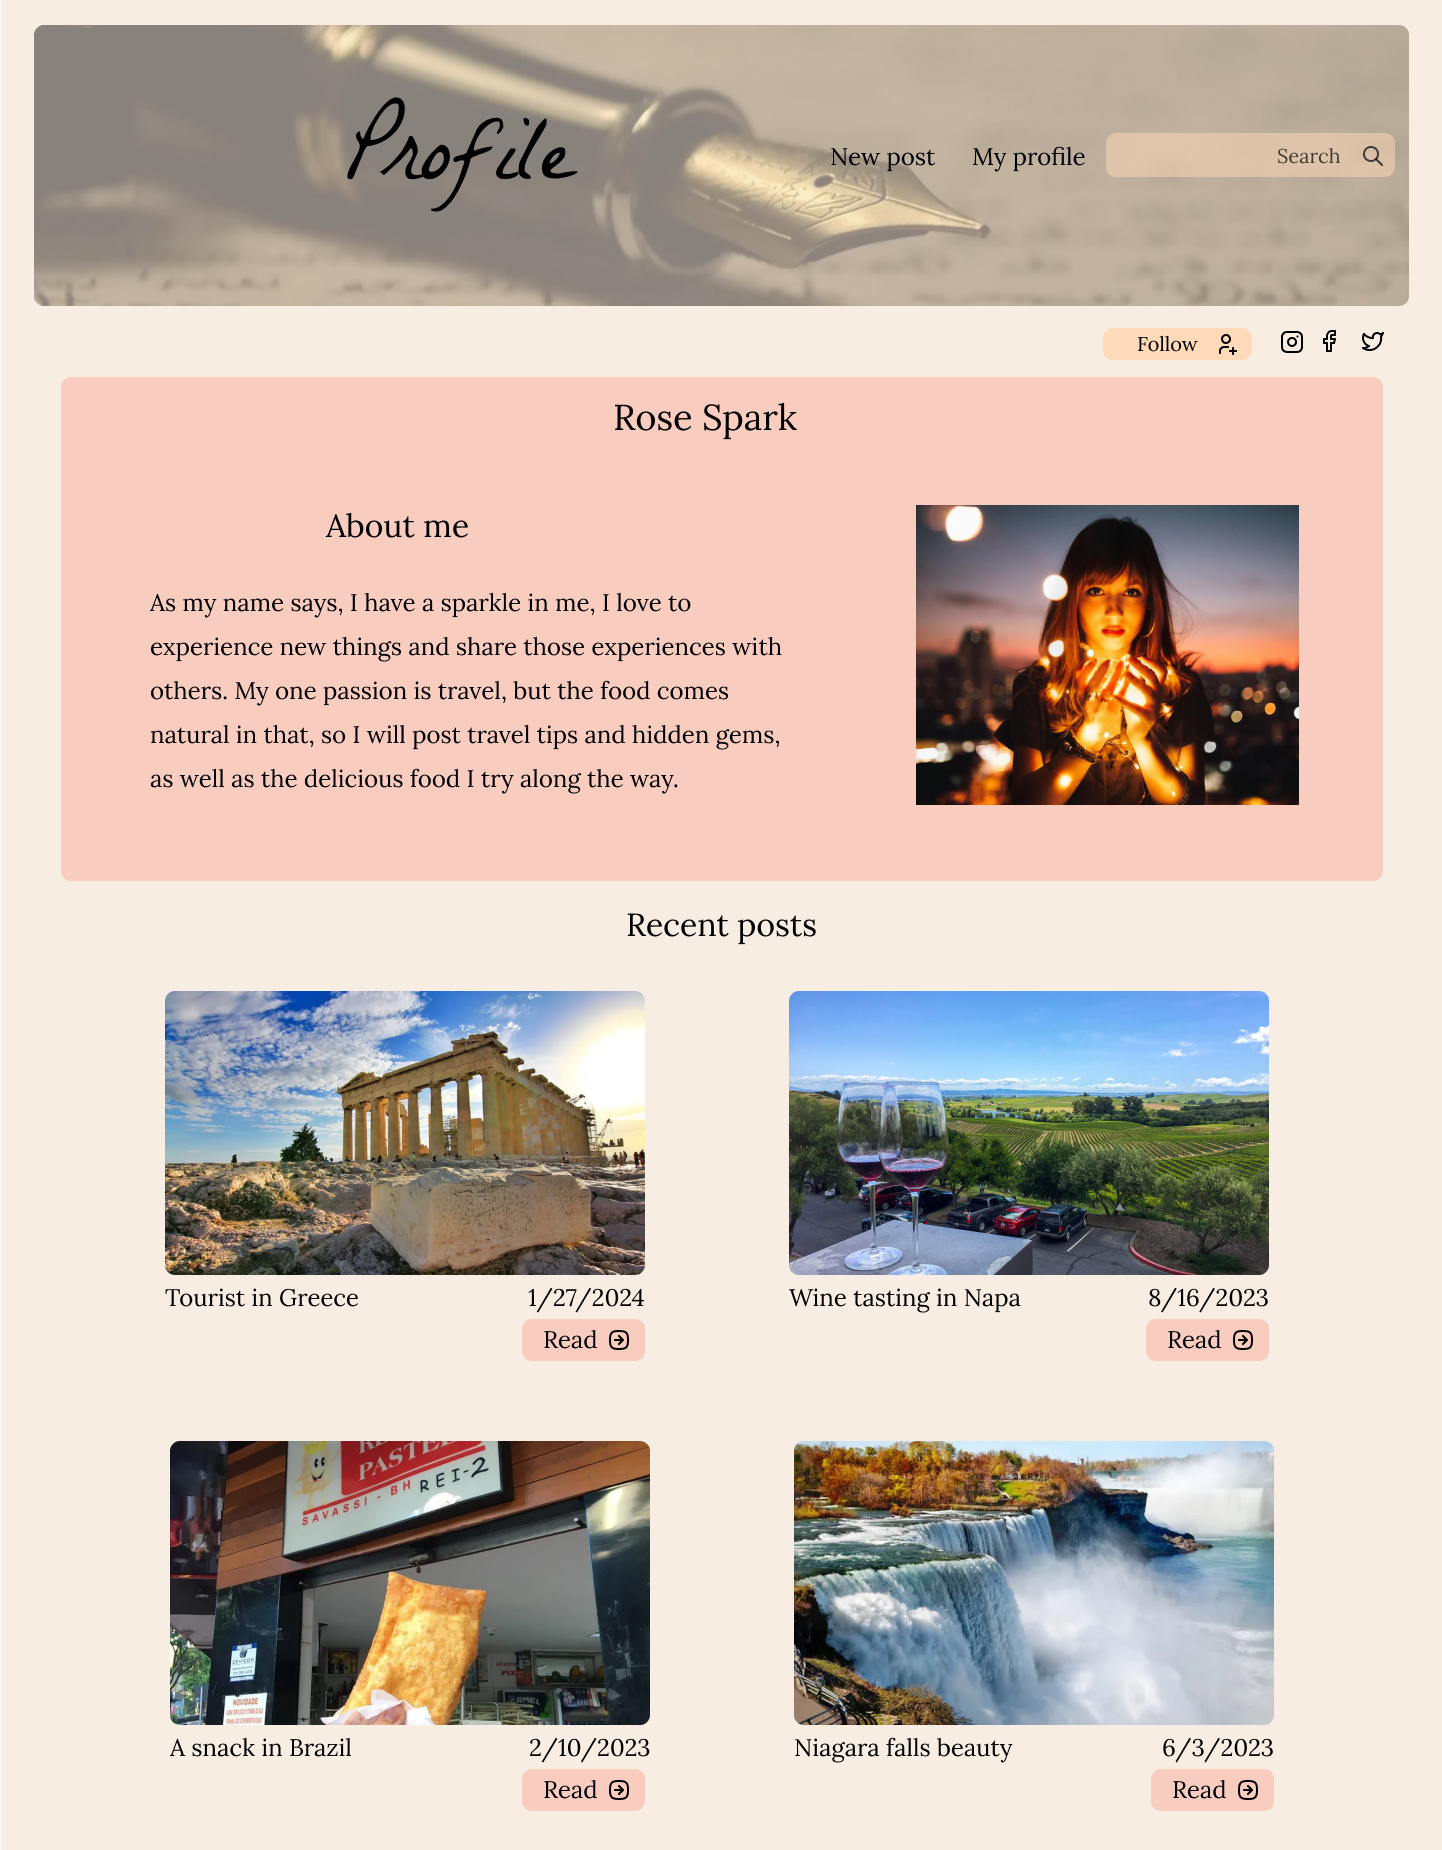 Profile
New post
My profile
Search
Follow
Rose Spark
About me
As my name says, I have a sparkle in me, I love to
experience new things and share those experiences with
others. My one passion is travel, but the food comes
natural in that, so I will post travel tips and hidden gems,
as well as the delicious food I try along the way.
Recent posts
Tourist in Greece
1/27/2024
Read
Wine tasting in Napa
8/16/2023
Read
PASTEL
SAVASSI - BH REI-2
NOVIDADE
PIX
CAMEL
A snack in Brazil
2/10/2023
Read
Niagara falls beauty
6/3/2023
Read